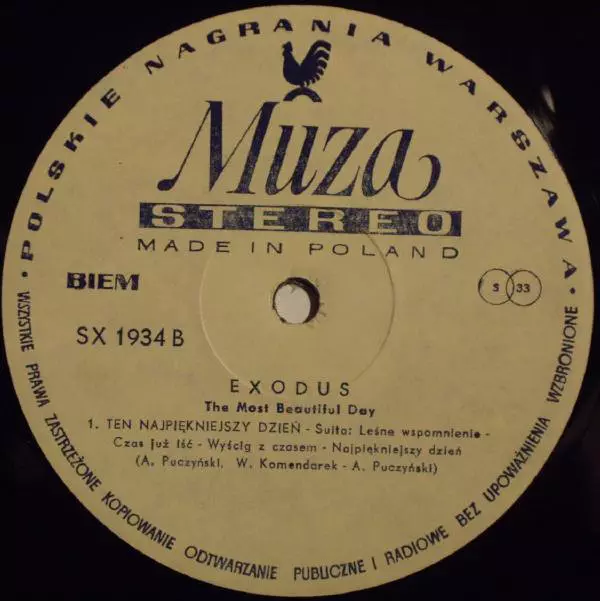 • POLSKIE NAGRANIA WARSZAWA •
Muza
STEREO
MADE IN POLAND
BIEM
S 33
SX 1934 B
EXODUS
The Most Beautiful Day
1. TEN NAJPIĘKNIEJSZY DZIEŃ - Suita: Leśne wspomnienie -
Czas już iść - Wyścig z czasem - Najpiękniejszy dzień
(A. Puczyński, W. Komendarek - A. Puczyński)
WSZYSTKIE PRAWA ZASTRZEŻONE KOPIOWANIE ODTWARZANIE PUBLICZNE I RADIOWE BEZ UPOWAŻNIENIA WZBRONIONE